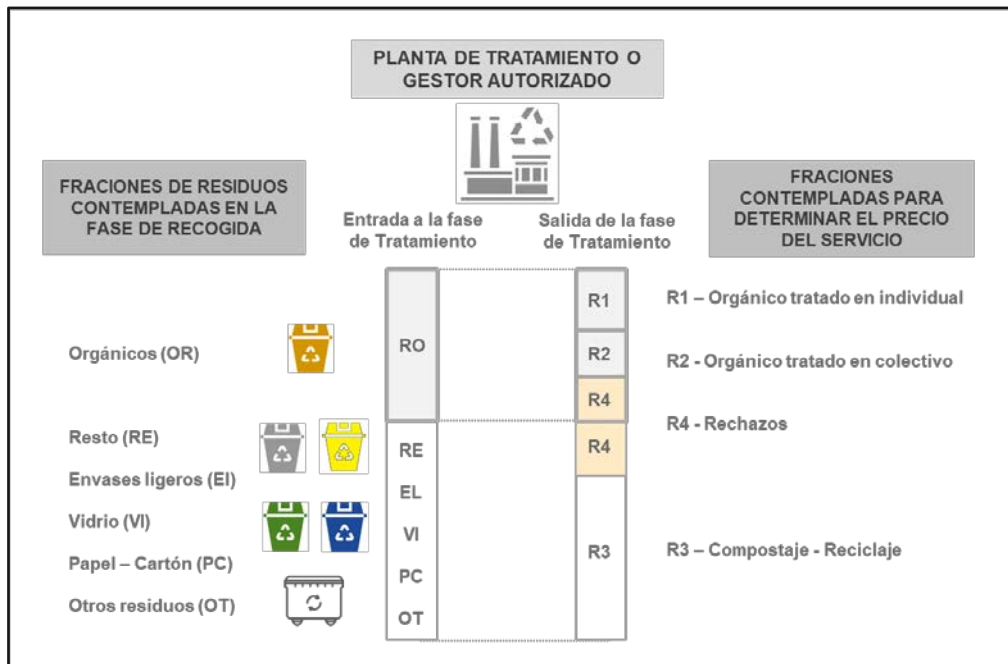 PLANTA DE TRATAMIENTO O
GESTOR AUTORIZADO
FRACIONES DE RESIDUOS
CONTEMPLADAS EN LA
FASE DE RECOGIDA
Entrada a la fase
de Tratamiento
Salida de la fase
de Tratamiento
FRACIONES
CONTEMPLADAS PARA
DETERMINAR EL PRECIO
DEL SERVICIO
Orgánicos (OR)
Resto (RE)
Envases ligeros (El)
Vidrio (VI)
Papel – Cartón (PC)
Otros residuos (OT)
RO
RE
EL
VI
PC
OT
R1
R2
R4
R4
R3
R1 – Orgánico tratado en individual
R2 - Orgánico tratado en colectivo
R4 - Rechazos
R3 – Compostaje - Reciclaje